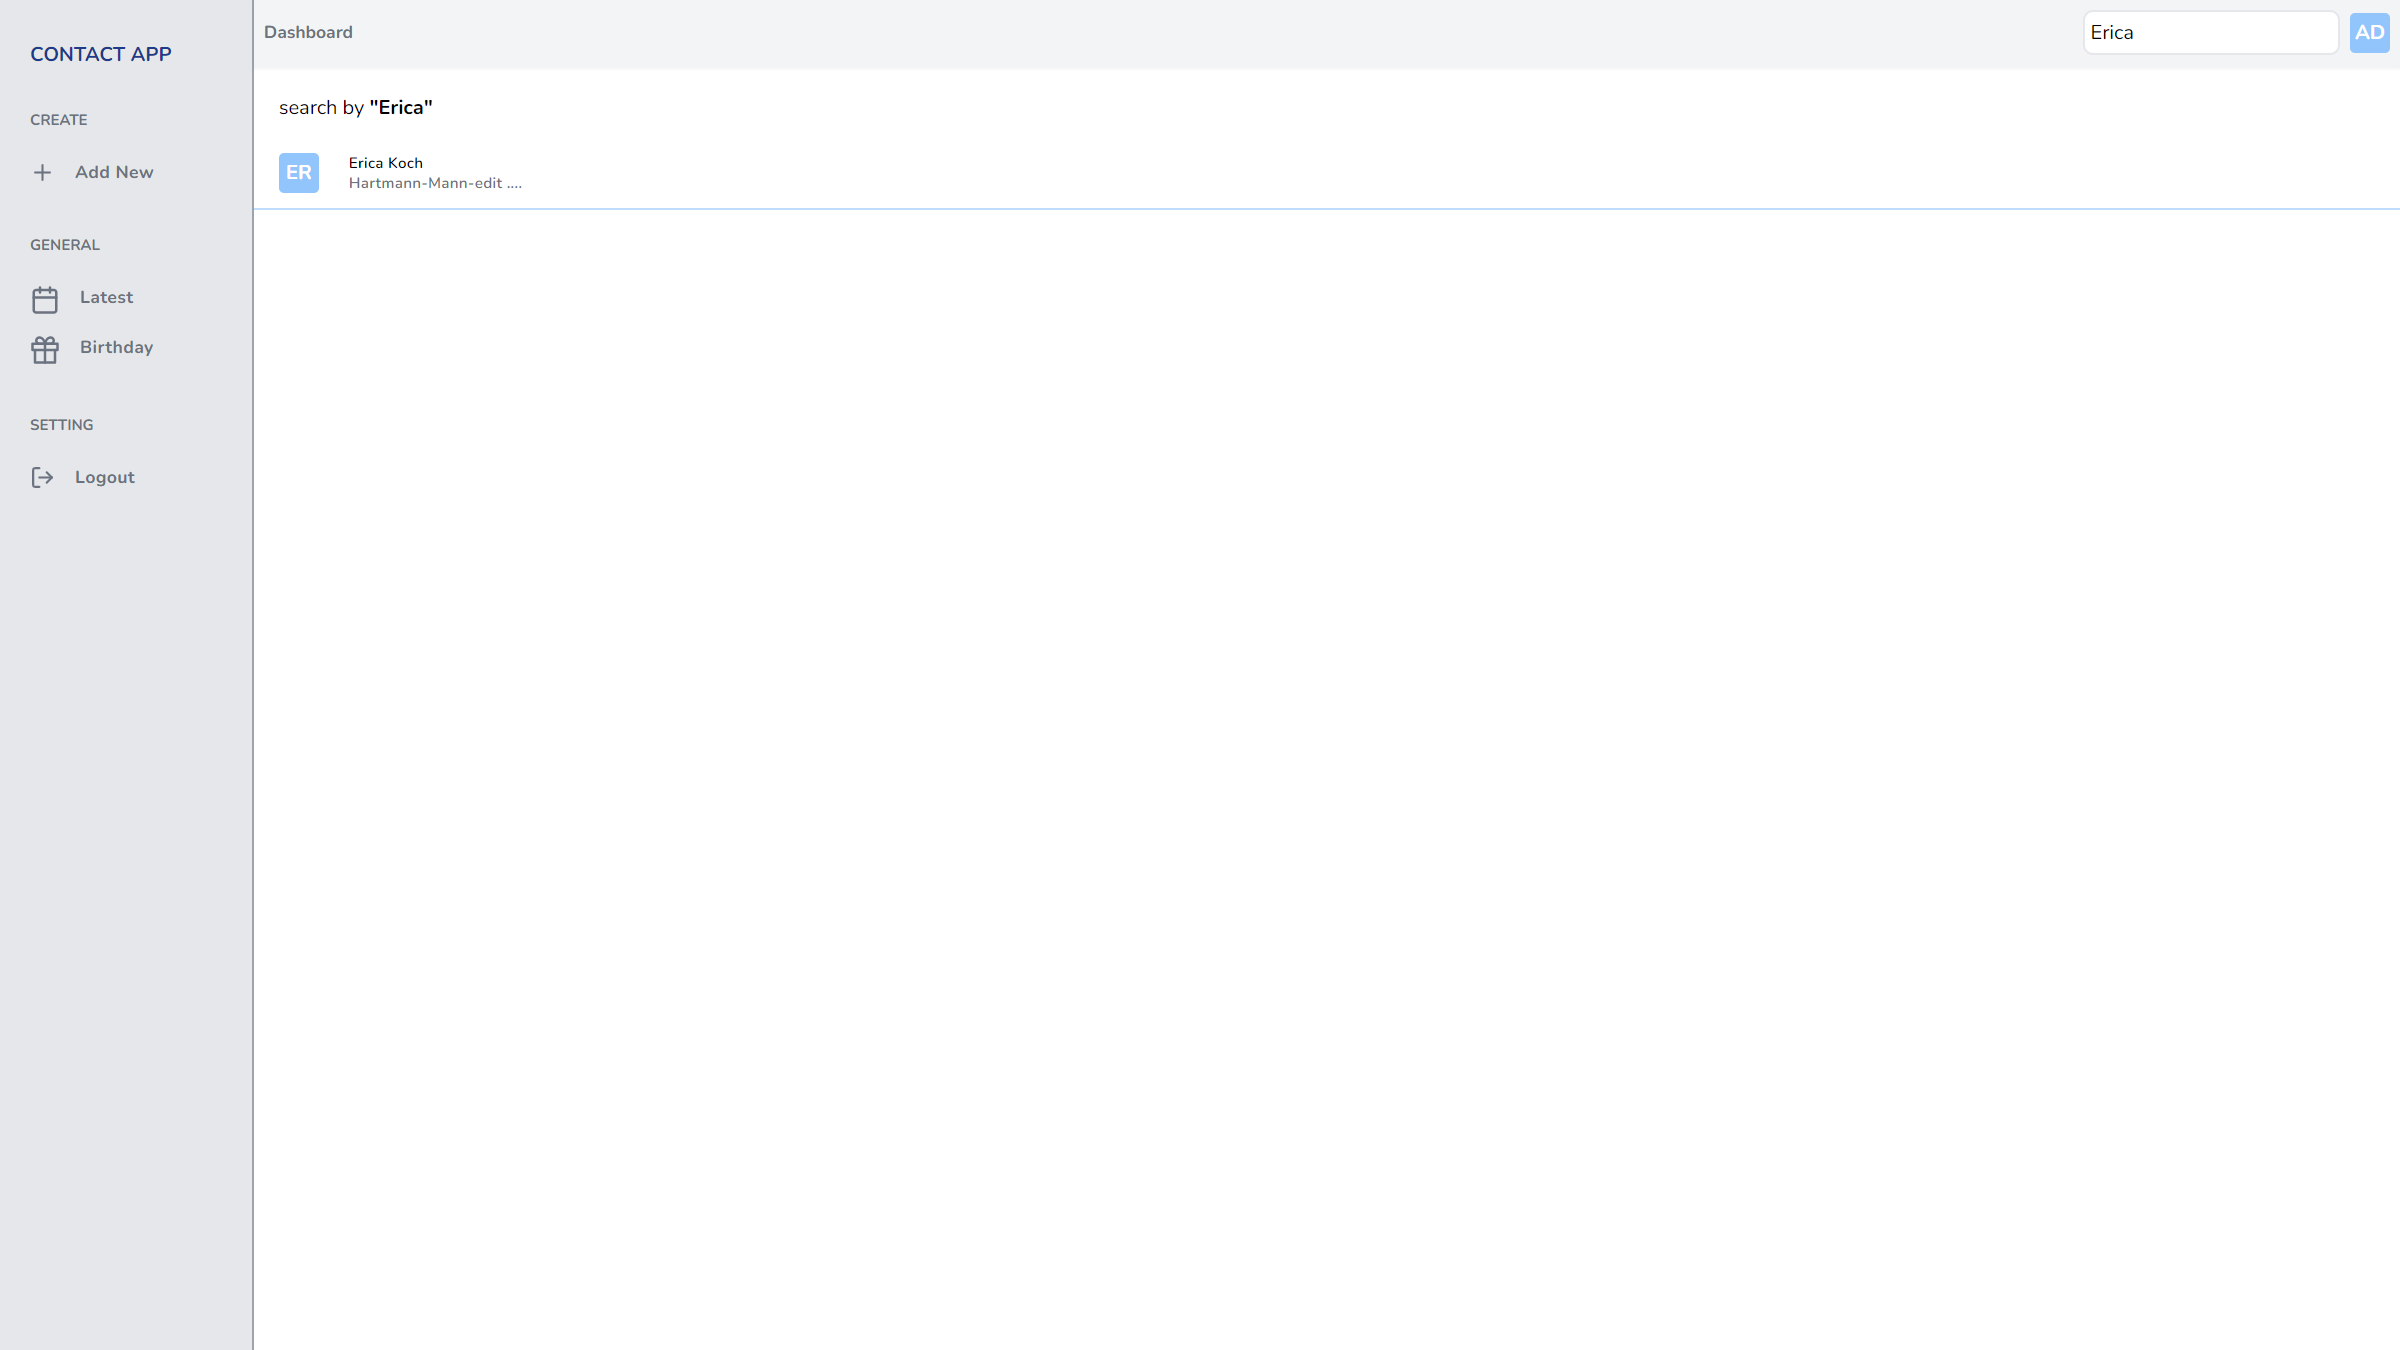 CONTACT APP
CREATE
Add New
GENERAL
Latest
Birthday
SETTING
Logout
Dashboard
Erica
AD
search by "Erica"
ER
Erica Koch
Hartmann-Mann-edit ....